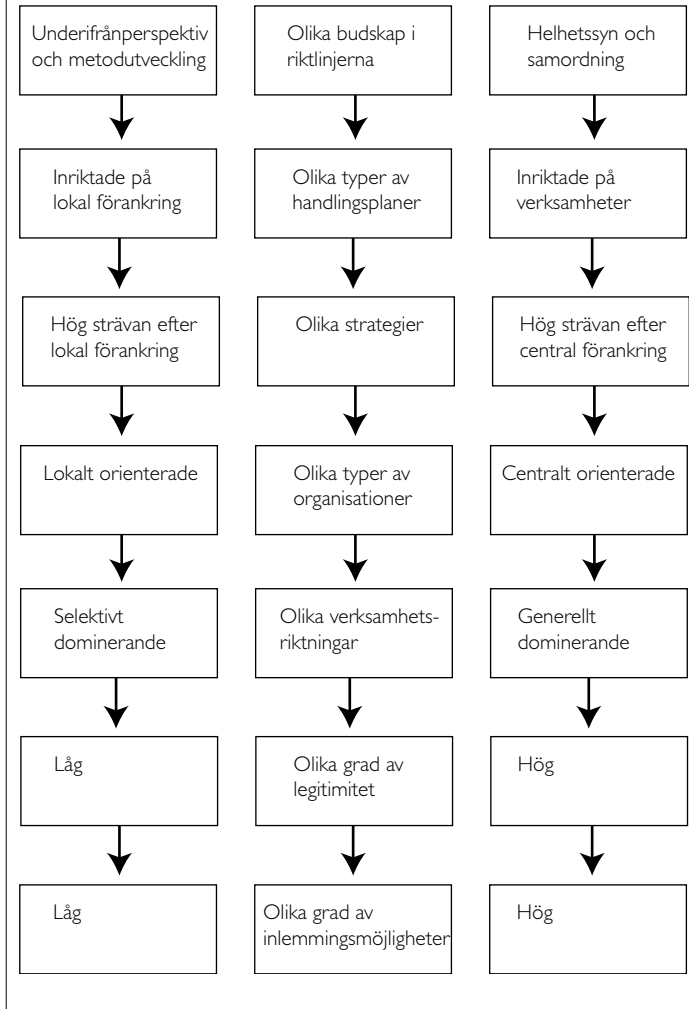 Underifrånperspektiv
och metodutveckling
Olika budskap i
riktlinjerna
Helhetssyn och
samordning
Inriktade på
lokal förankring
Olika typer av
handlingsplaner
Inriktade på
verksamheter
Hög strävan efter
lokal förankring
Olika strategier
Hög strävan efter
central förankring
Lokalt orienterade
Olika typer av
organisationer
Centralt orienterade
Selektivt
dominerande
Olika verksamhets-
riktningar
Generellt
dominerande
Låg
Olika grad av
legitimitet
Hög
Låg
Olika grad av
inlemmingsmöjligheter
Hög